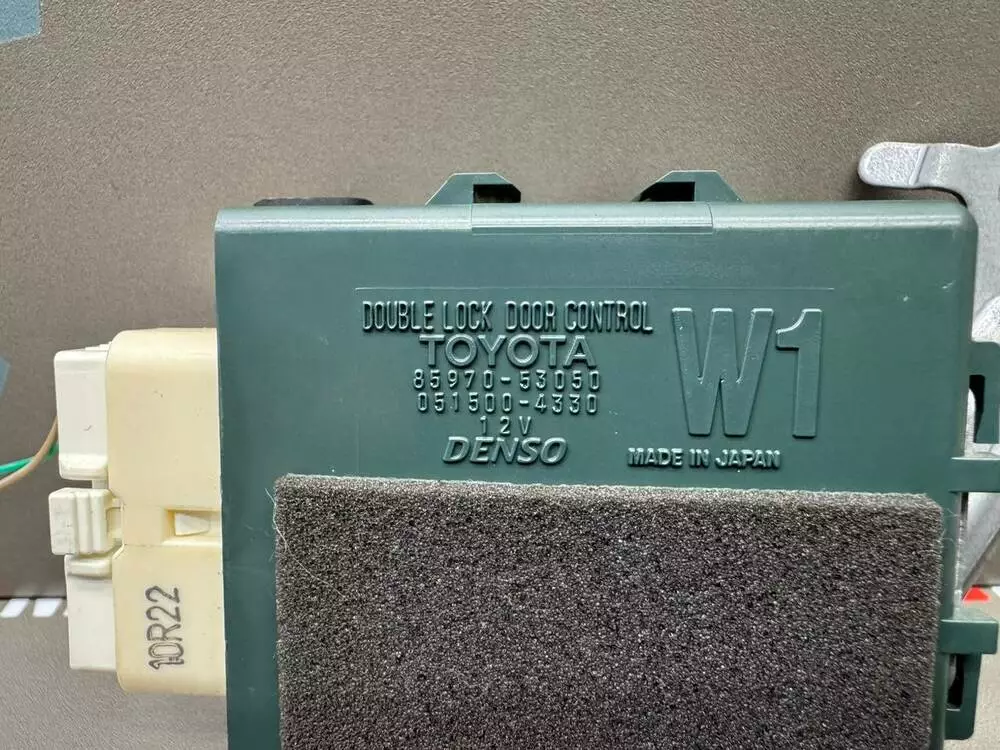 DOUBLE LOCK DOOR CONTROL
TOYOTA
85970-53050
051500-4330
12V
DENSO
W1
MADE IN JAPAN
10R22